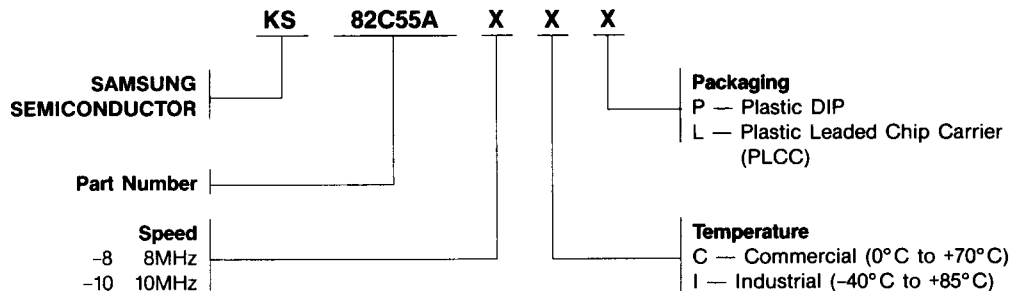 KS 82C55A X X X
SAMSUNG
SEMICONDUCTOR
Packaging
P — Plastic DIP
L — Plastic Leaded Chip Carrier
(PLCC)
Part Number
Speed
–8 8MHz
–10 10MHz
Temperature
C — Commercial (0°C to +70°C)
I — Industrial (–40°C to +85°C)